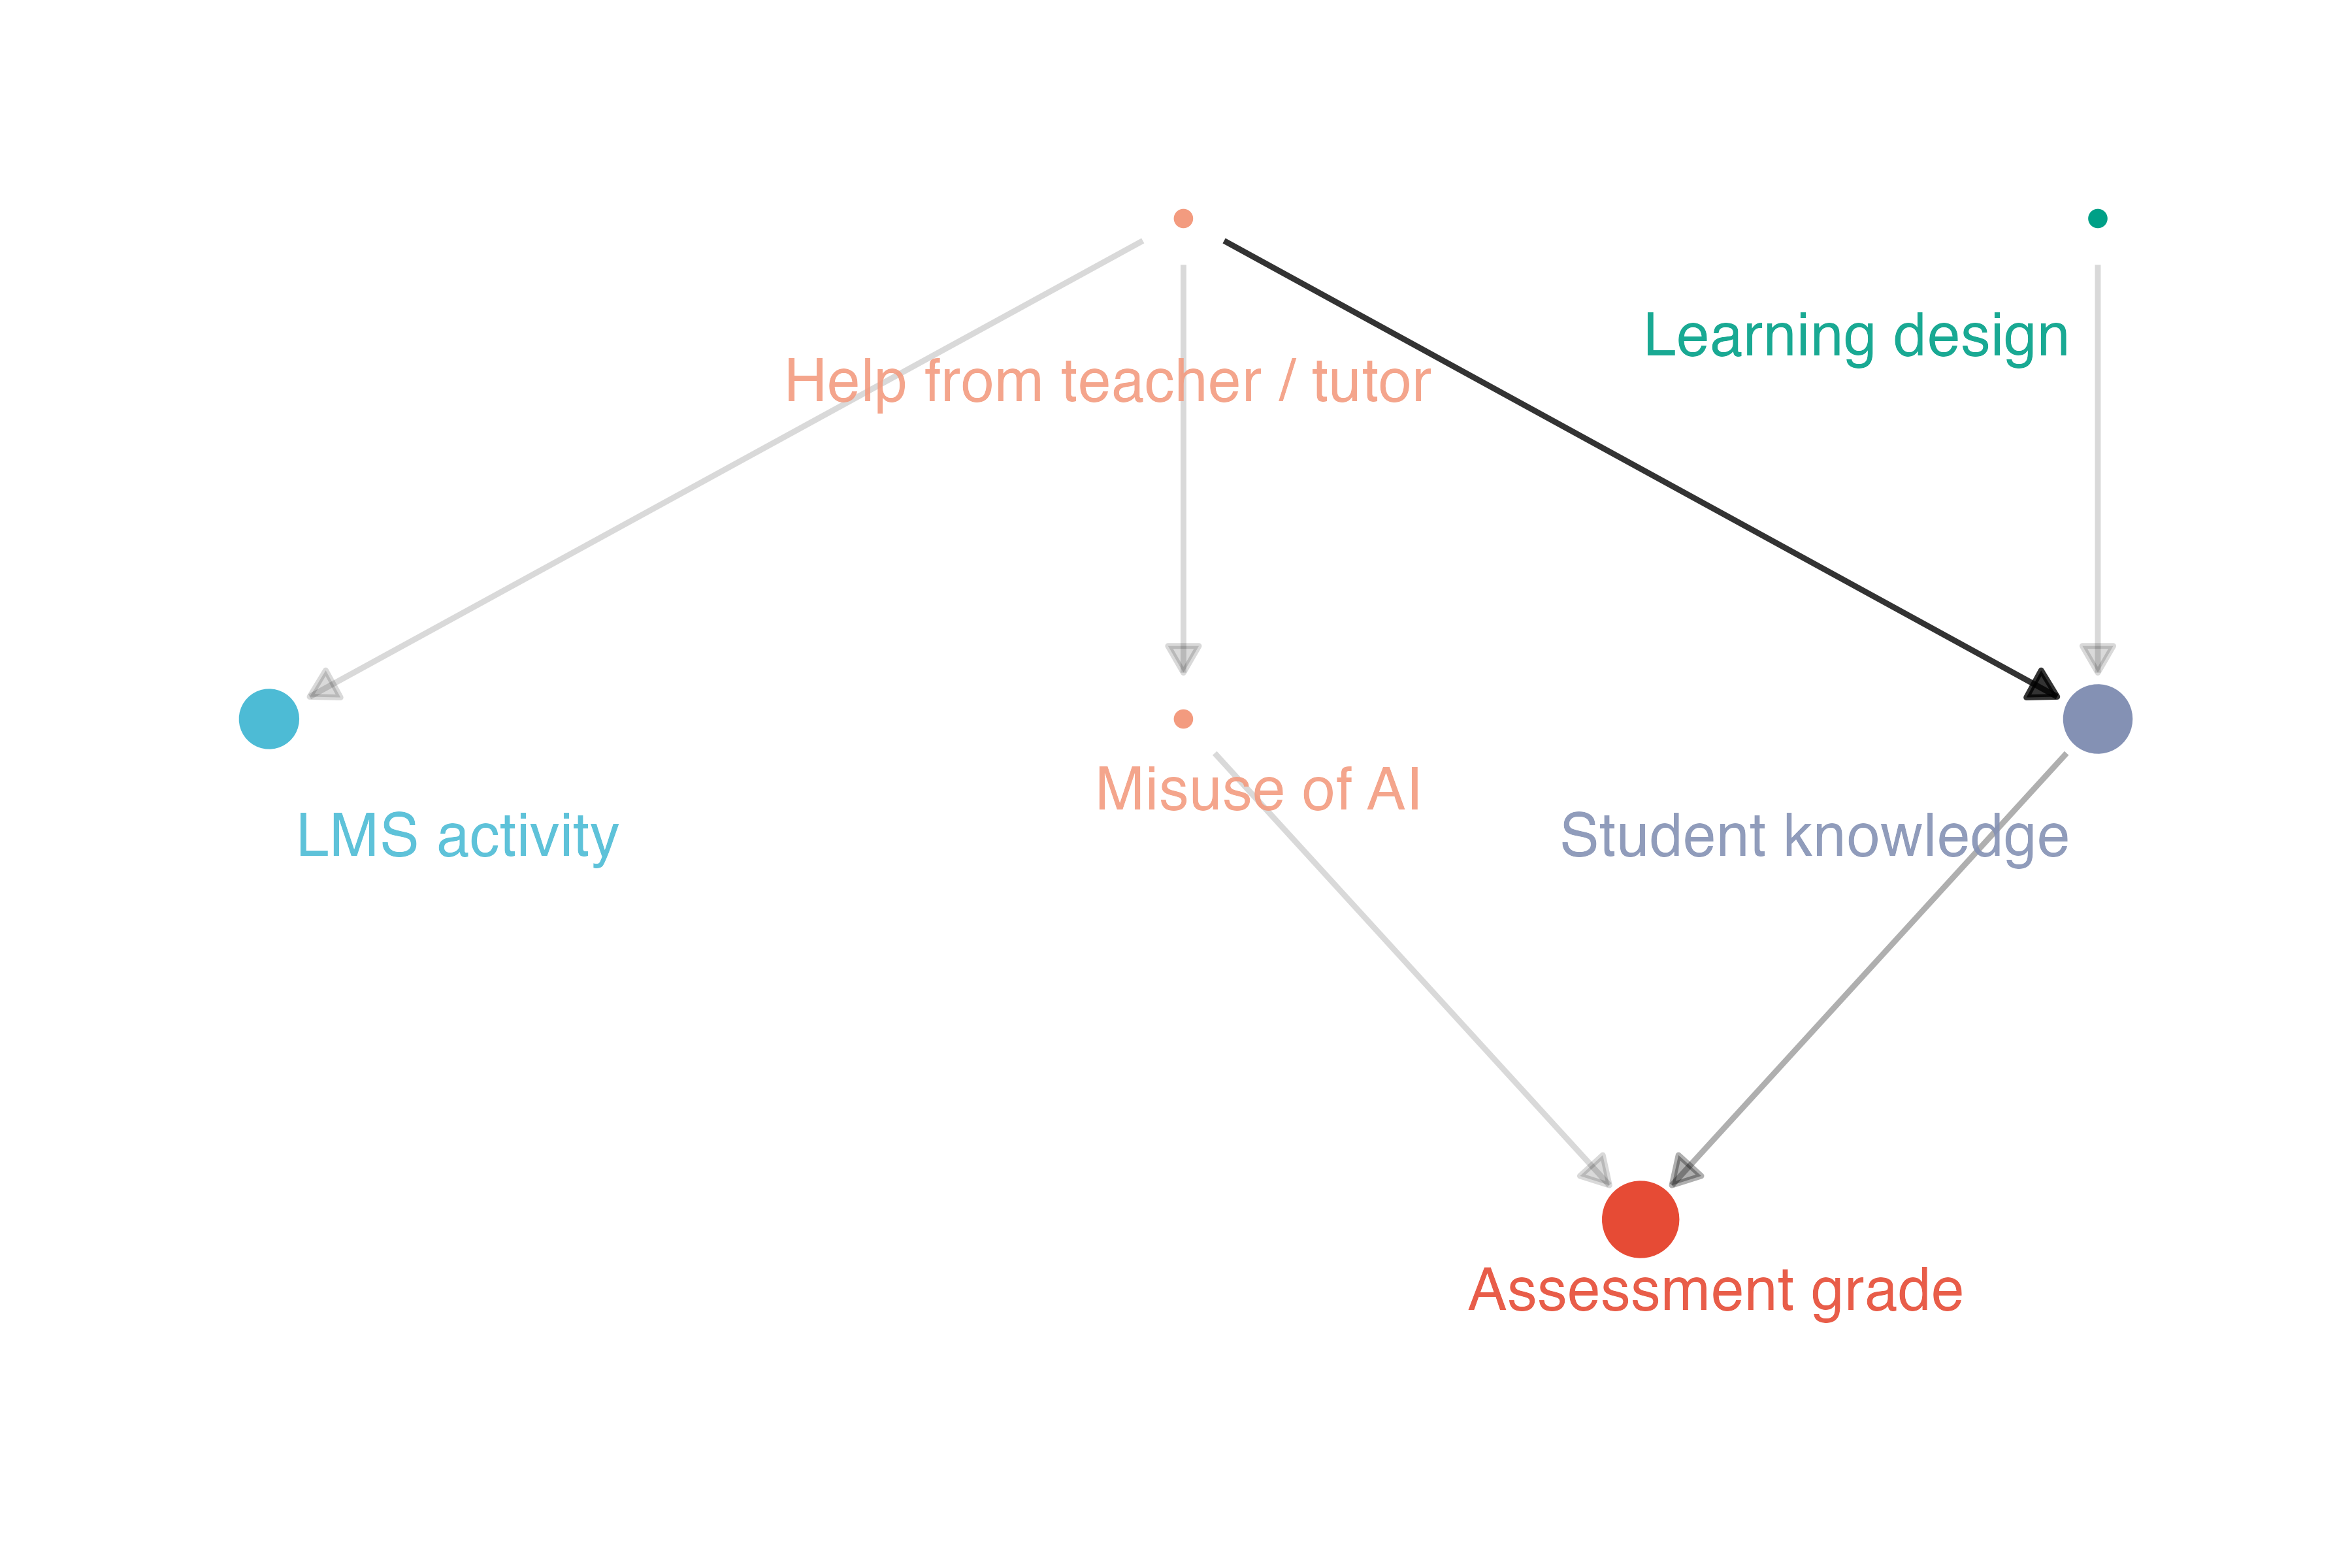 Learning design
Help from teacher / tutor
Misuse of AI
LMS activity
Student knowledge
Assessment grade